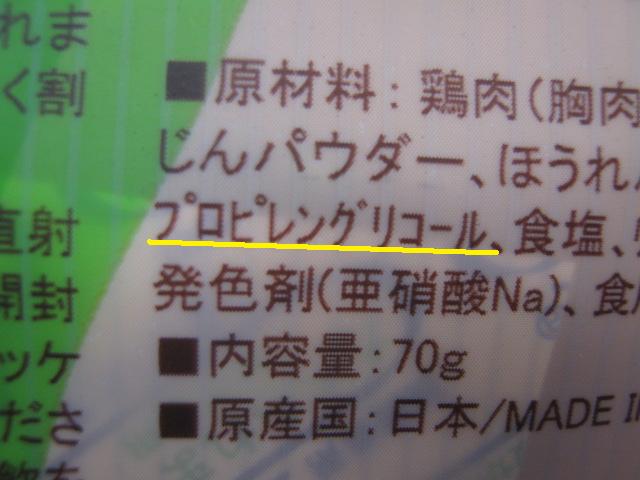 れま
く割
直射
開封
ッケ
ださ
■原材料：鶏肉（胸肉
じんパウダー、ほうれ
プロピレングリコール、食塩、
発色剤(亜硝酸Na)、食
■内容量：70g
■原産国：日本/MADE I